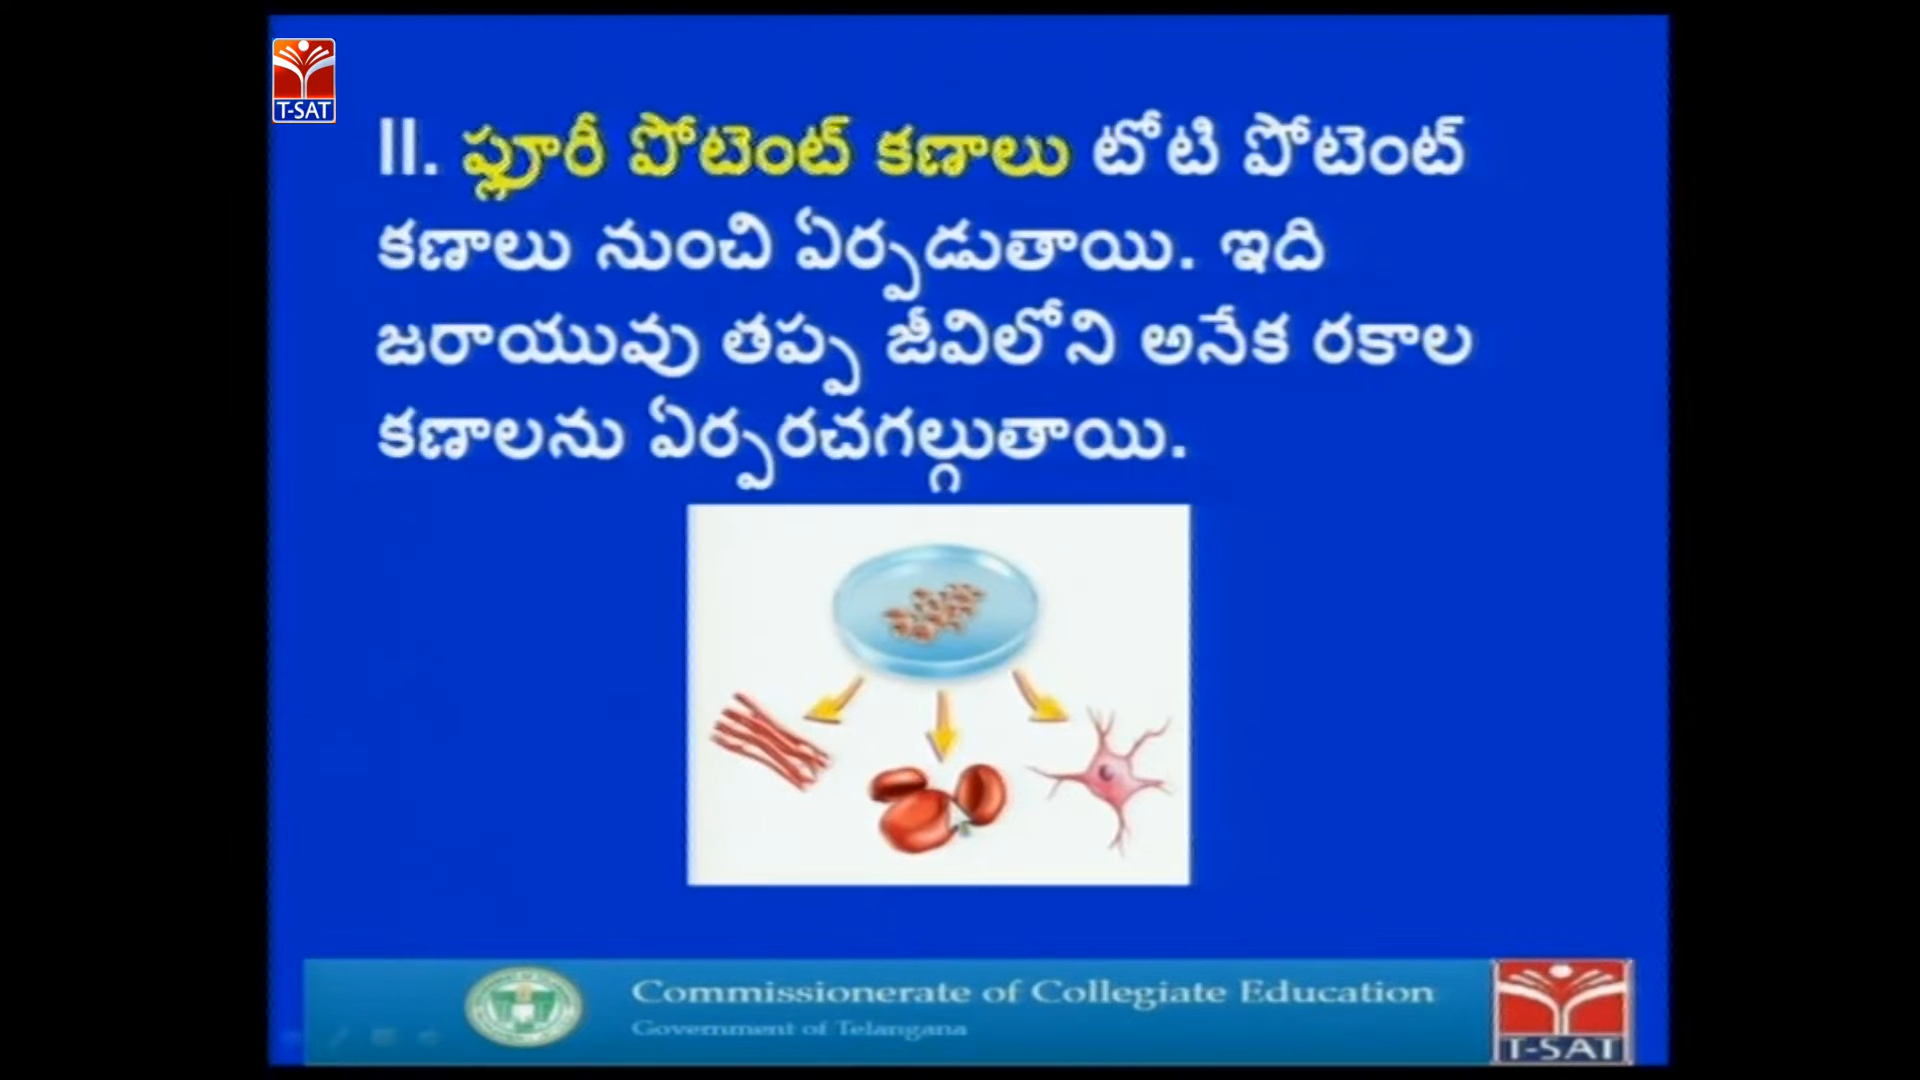 T-SAT
II. ప్లూరీ పోటెంట్ కణాలు టోటి పోటెంట్
కణాలు నుంచి ఏర్పడుతాయి. ఇది
జరాయువు తప్ప జీవిలోని అనేక రకాల
కణాలను ఏర్పరచగల్గుతాయి.
Commissionerate of Collegiate Education
Government of Telangana
T-SAT